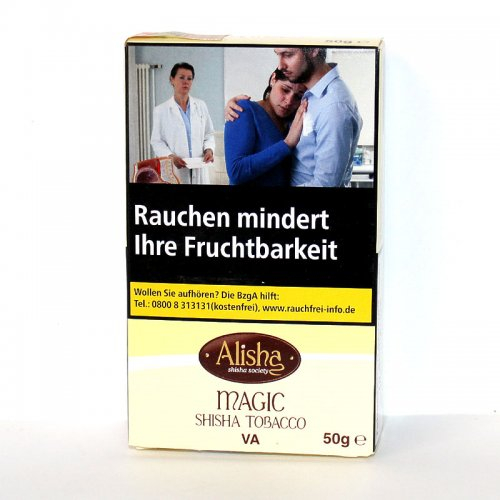 50g e
Rauchen mindert
Ihre Fruchtbarkeit
Wollen Sie aufhören? Die BzgA hilft:
Tel.: 0800 8 313131(kostenfrei), www.rauchfrei-info.de
Alisha
shisha society
MAGIC
SHISHA TOBACCO
VA
50g ℮